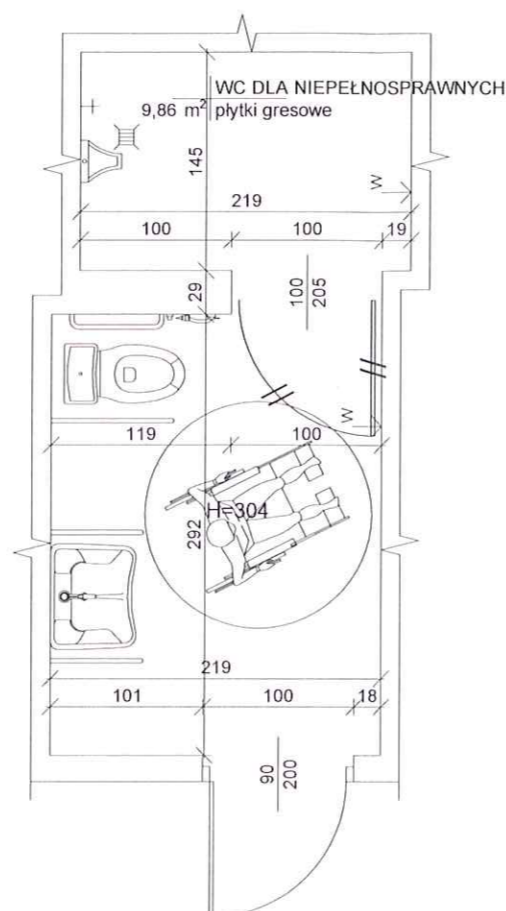 WC DLA NIEPEŁNOSPRAWNYCH
9,86 m² płytki gresowe
145
W
219
100 100 19
29
100
205
W
119 100
H=304
292
219
101 100 18
90
200